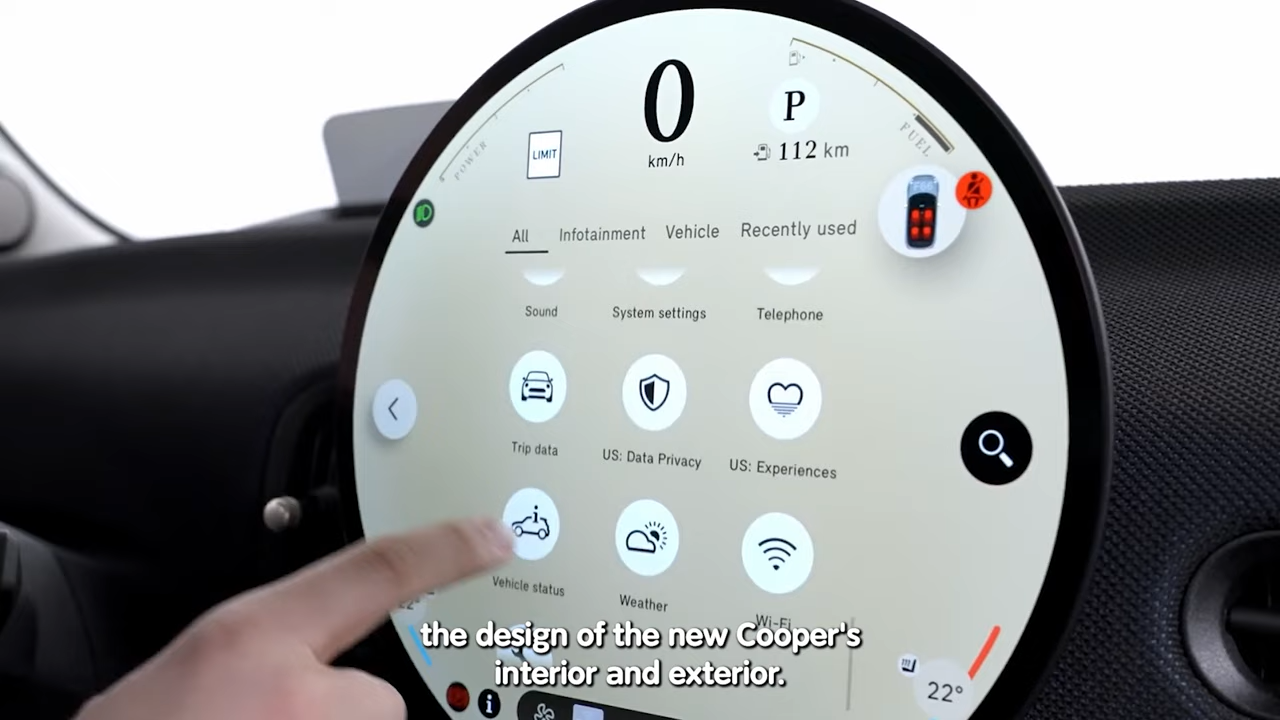 0
km/h
P
112 km
POWER
FUEL
LIMIT
All
Infotainment
Vehicle
Recently used
Sound
System settings
Telephone
Trip data
US: Data Privacy
US: Experiences
Vehicle status
Weather
Wi-Fi
22°
22°
the design of the new Cooper's
interior and exterior.